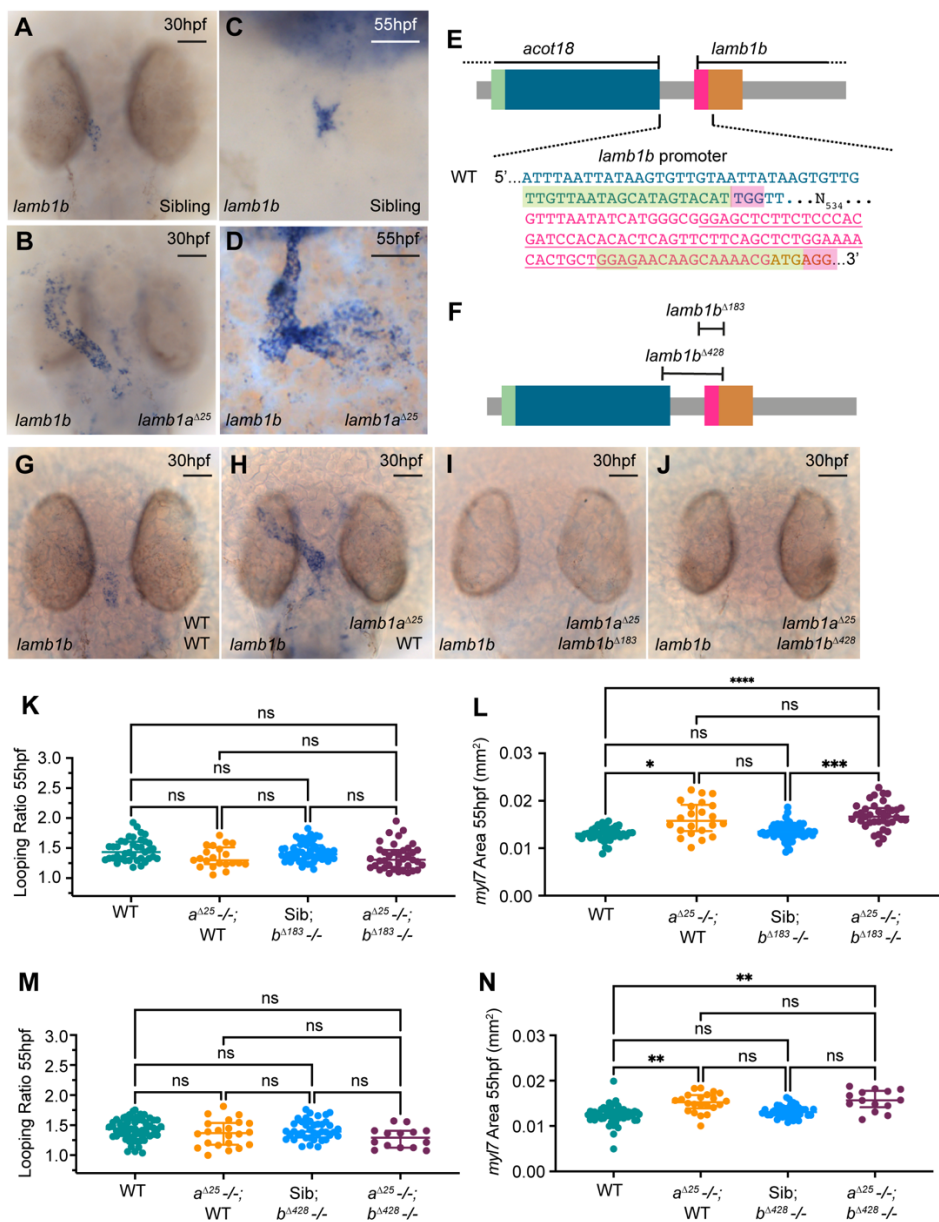 A
30hpf
lamb1b
Sibling
C
55hpf
lamb1b
Sibling
B
30hpf
lamb1b
lamb1aΔ25
D
55hpf
lamb1b
lamb1aΔ25
E
acot18
lamb1b
lamb1b promoter
WT 5'...ATTTAATTATAAGTGTTGTAATTATAAGTGTTG
TTGTTAATAGCATAGTACATTGGTT...N534...
GTTTAATATCATGGGCGGGAGCTCTTCTCCCAC
GATCCACACACTCAGTTCTTCAGCTCTGGAAAA
CACTGCTGGAGAACAAGCAAAACGATGAGG...3'
F
lamb1bΔ183
lamb1bΔ428
G
30hpf
WT
lamb1b
WT
H
30hpf
lamb1aΔ25
lamb1b
WT
I
30hpf
lamb1aΔ25
lamb1b
lamb1bΔ183
J
30hpf
lamb1aΔ25
lamb1b
lamb1bΔ428
K
ns
ns
ns
ns
ns
ns
Looping Ratio 55hpf
3.0
2.5
2.0
1.5
1.0
WT
aΔ25 -/-;
WT
Sib;
bΔ183 -/-
aΔ25 -/-;
bΔ183 -/-
L
****
ns
ns
*
ns
***
myl7 Area 55hpf (mm2)
0.03
0.02
0.01
0.00
WT
aΔ25 -/-;
WT
Sib;
bΔ183 -/-
aΔ25 -/-;
bΔ183 -/-
M
ns
ns
ns
ns
ns
ns
Looping Ratio 55hpf
3.0
2.5
2.0
1.5
1.0
WT
aΔ25 -/-;
WT
Sib;
bΔ428 -/-
aΔ25 -/-;
bΔ428 -/-
N
**
ns
ns
**
ns
ns
myl7 Area 55hpf (mm2)
0.03
0.02
0.01
0.00
WT
aΔ25 -/-;
WT
Sib;
bΔ428 -/-
aΔ25 -/-;
bΔ428 -/-